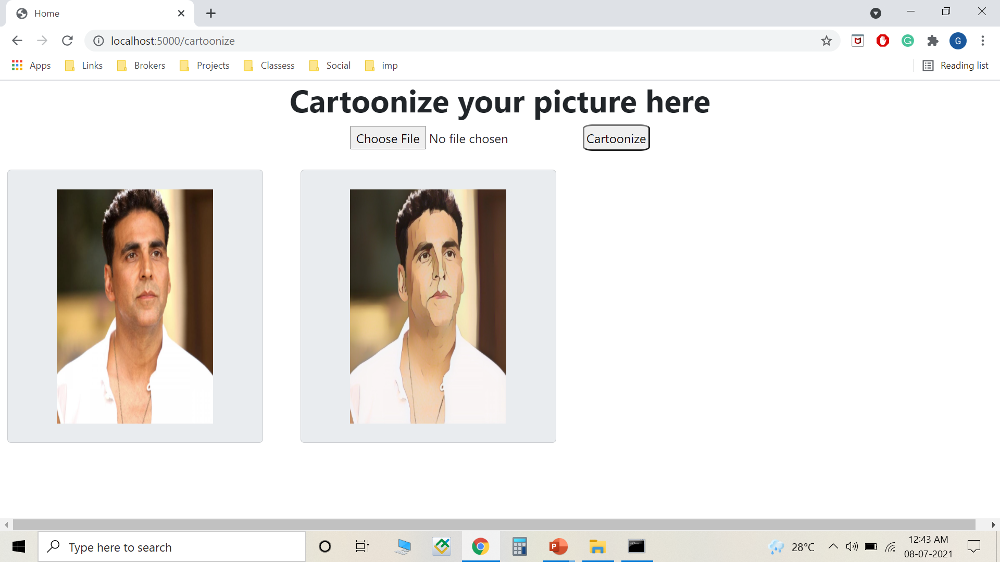 Home
localhost:5000/cartoonize
G
Apps Links Brokers Projects Classess Social imp Reading list
Cartoonize your picture here
Choose File No file chosen Cartoonize
Type here to search
P
28°C
12:43 AM
08-07-2021